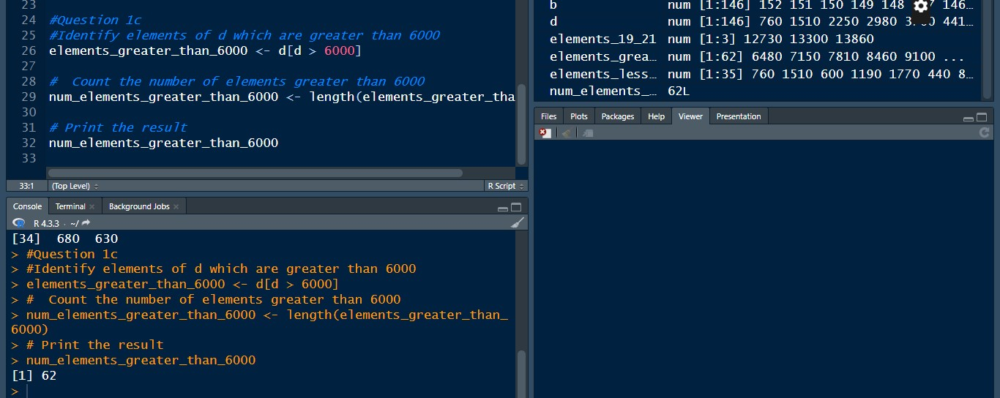 23
24 #Question 1c
25 #Identify elements of d which are greater than 6000
26 elements_greater_than_6000 <- d[d > 6000]
27
28 #  Count the number of elements greater than 6000
29 num_elements_greater_than_6000 <- length(elements_greater_tha
30
31 # Print the result
32 num_elements_greater_than_6000
33
33:1 (Top Level) R Script
Console Terminal Background Jobs
R 4.3.3 · ~/
[34]  680  630
> #Question 1c
> #Identify elements of d which are greater than 6000
> elements_greater_than_6000 <- d[d > 6000]
> #  Count the number of elements greater than 6000
> num_elements_greater_than_6000 <- length(elements_greater_than_
6000)
> # Print the result
> num_elements_greater_than_6000
[1] 62
>
b num [1:146] 152 151 150 149 148 146…
d num [1:146] 760 1510 2250 2980 441…
elements_19_21 num [1:3] 12730 13300 13860
elements_grea… num [1:62] 6480 7150 7810 8460 9100 ...
elements_less… num [1:35] 760 1510 600 1190 1770 440 8…
num_elements_… 62L
Files Plots Packages Help Viewer Presentation